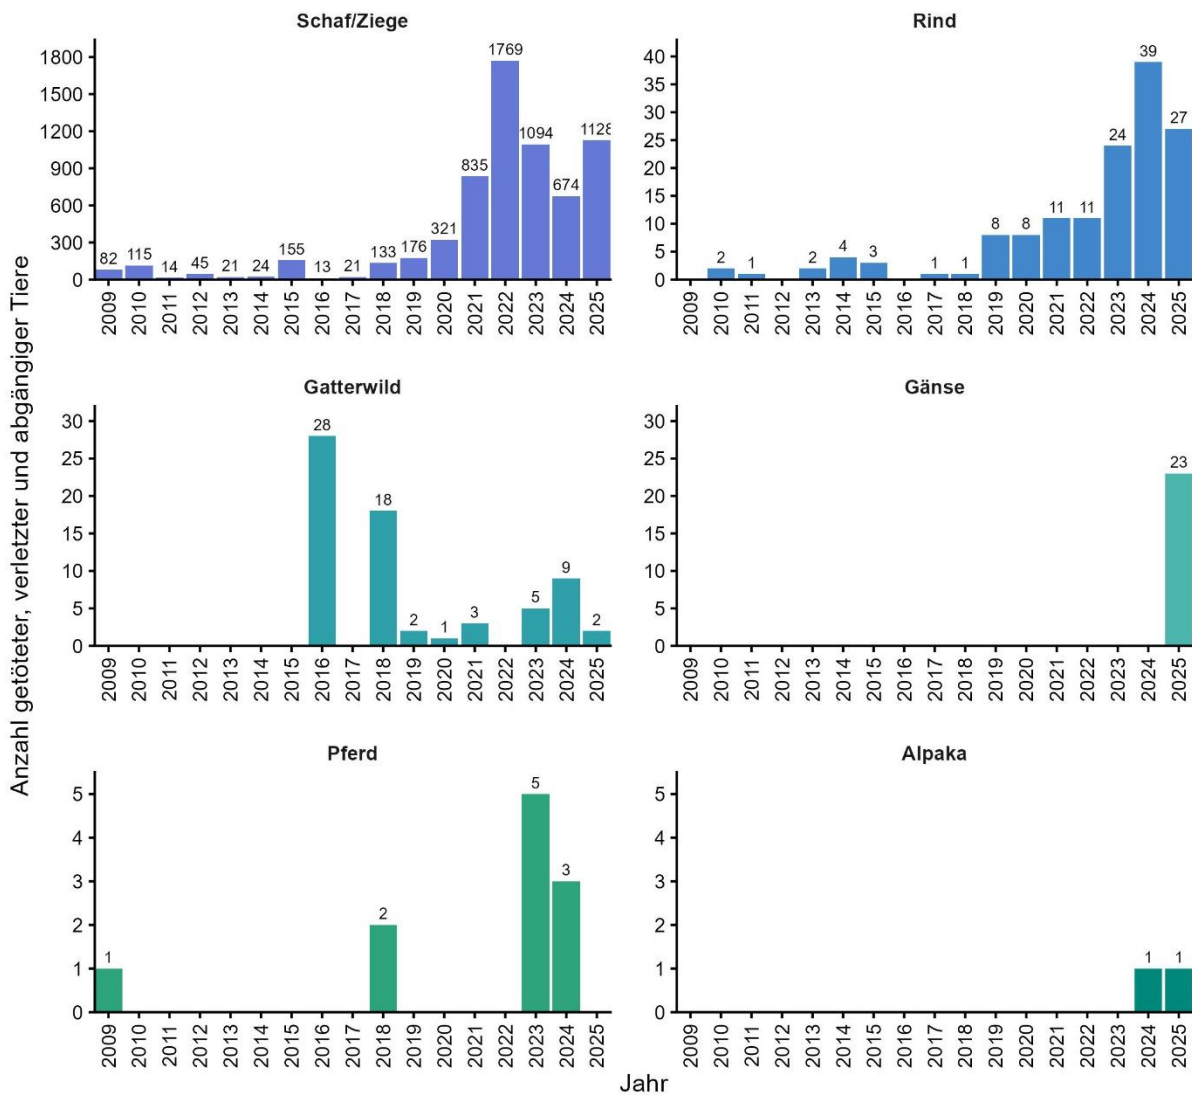 Schaf/Ziege
1800
1500
1200
900
600
300
0
82 115 14 45 21 24 155 13 21 133 176 321 835 1769 1094 674 1128
2009 2010 2011 2012 2013 2014 2015 2016 2017 2018 2019 2020 2021 2022 2023 2024 2025
Rind
40
35
30
25
20
15
10
5
0
2 1 2 4 3 1 1 8 8 11 11 24 39 27
2009 2010 2011 2012 2013 2014 2015 2016 2017 2018 2019 2020 2021 2022 2023 2024 2025
Anzahl getöteter, verletzter und abgängiger Tiere
Gatterwild
30
25
20
15
10
5
0
28 18 2 1 3 5 9 2
2009 2010 2011 2012 2013 2014 2015 2016 2017 2018 2019 2020 2021 2022 2023 2024 2025
Gänse
30
25
20
15
10
5
0
23
2009 2010 2011 2012 2013 2014 2015 2016 2017 2018 2019 2020 2021 2022 2023 2024 2025
Pferd
5
4
3
2
1
0
1 2 5 3
2009 2010 2011 2012 2013 2014 2015 2016 2017 2018 2019 2020 2021 2022 2023 2024 2025
Alpaka
5
4
3
2
1
0
1 1
2009 2010 2011 2012 2013 2014 2015 2016 2017 2018 2019 2020 2021 2022 2023 2024 2025
Jahr